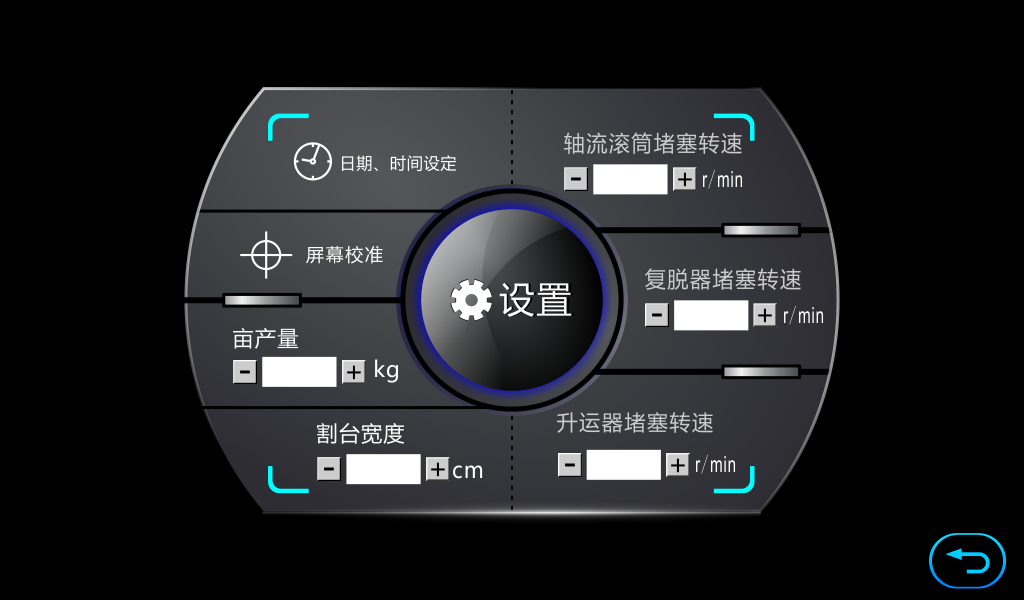 日期、时间设定
屏幕校准
亩产量
- + kg
割台宽度
- + cm
设置
轴流滚筒堵塞转速
- + r/min
复脱器堵塞转速
- + r/min
升运器堵塞转速
- + r/min